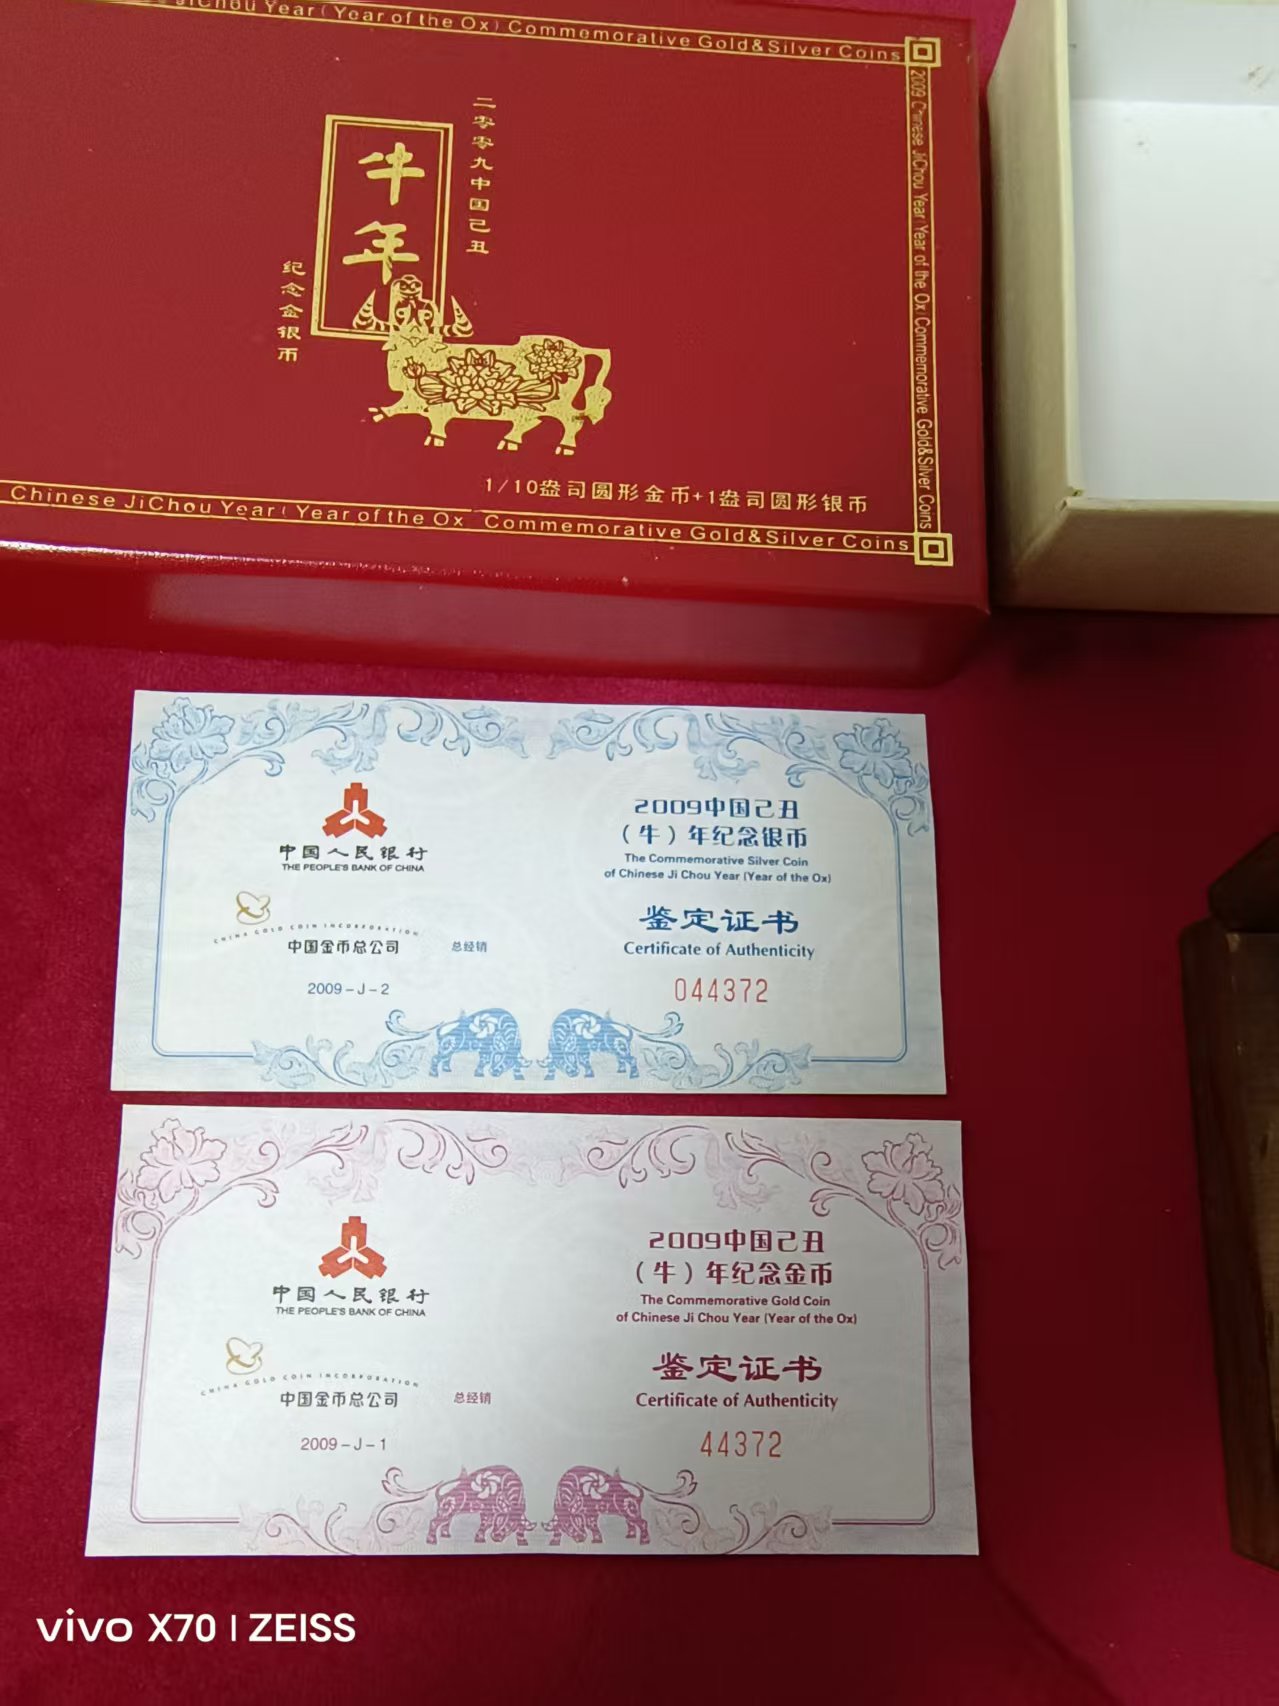 JiChou Year (Year of the Ox) Commemorative Gold&Silver Coins
2009 Chinese JiChou Year (Year of the Ox) Commemorative Gold&Silver Coins
二零零九中国己丑
牛年
纪念金银币
1/10盎司圆形金币+1盎司圆形银币
Chinese JiChou Year (Year of the Ox) Commemorative Gold&Silver Coins
中国人民银行
THE PEOPLE'S BANK OF CHINA
CHINA GOLD COIN INCORPORATION
中国金币总公司 总经销
2009-J-2
2009中国己丑
（牛）年纪念银币
The Commemorative Silver Coin
of Chinese Ji Chou Year (Year of the Ox)
鉴定证书
Certificate of Authenticity
044372
中国人民银行
THE PEOPLE'S BANK OF CHINA
CHINA GOLD COIN INCORPORATION
中国金币总公司 总经销
2009-J-1
2009中国己丑
（牛）年纪念金币
The Commemorative Gold Coin
of Chinese Ji Chou Year (Year of the Ox)
鉴定证书
Certificate of Authenticity
44372
vivo X70 | ZEISS